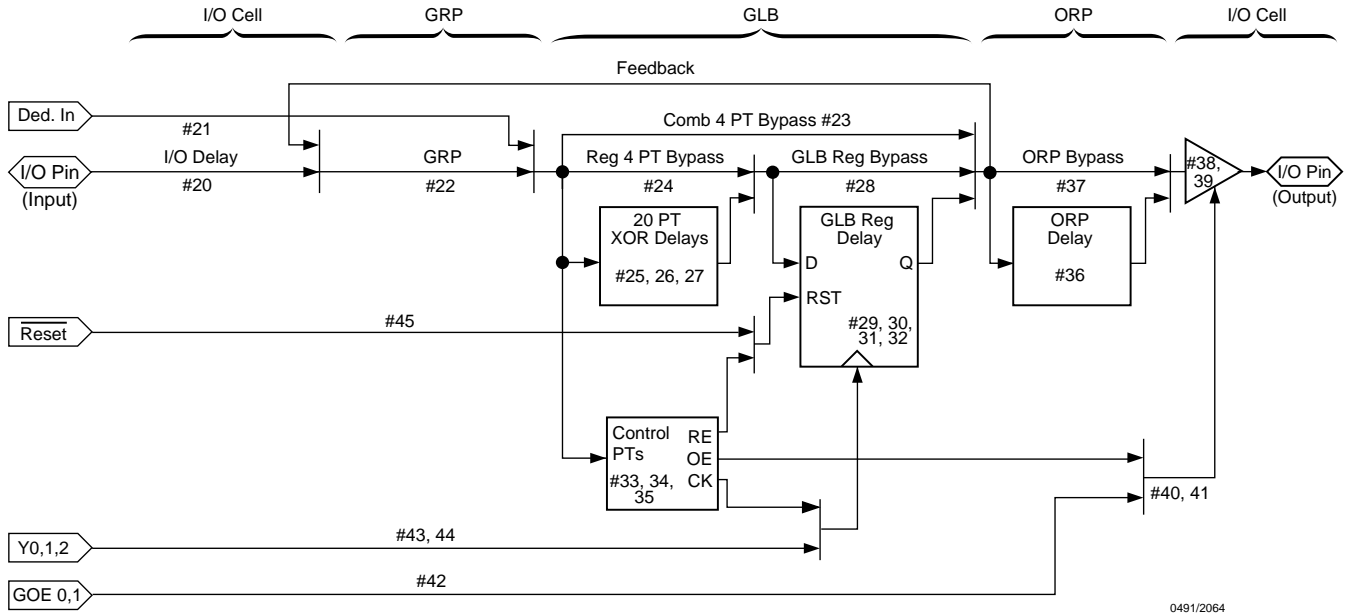 I/O Cell
GRP
GLB
ORP
I/O Cell
Feedback
Ded. In
#21
Comb 4 PT Bypass #23
I/O Pin
(Input)
I/O Delay
#20
GRP
#22
Reg 4 PT Bypass
#24
GLB Reg Bypass
#28
ORP Bypass
#37
#38,
39
I/O Pin
(Output)
20 PT
XOR Delays
#25, 26, 27
GLB Reg
Delay
D
Q
RST
#29, 30,
31, 32
ORP
Delay
#36
Reset
#45
Control
PTs
#33, 34,
35
RE
OE
CK
#40, 41
Y0,1,2
#43, 44
GOE 0,1
#42
0491/2064